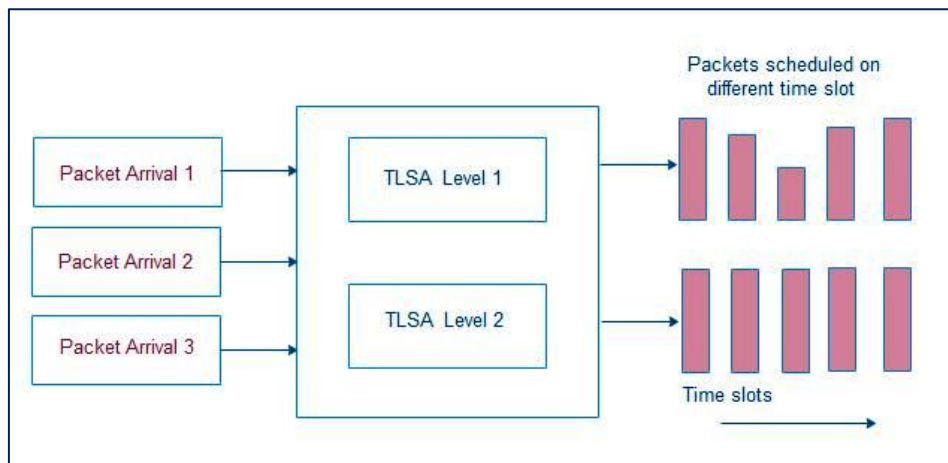 Packets scheduled on
different time slot
Packet Arrival 1
TLSA Level 1
Packet Arrival 2
TLSA Level 2
Packet Arrival 3
Time slots